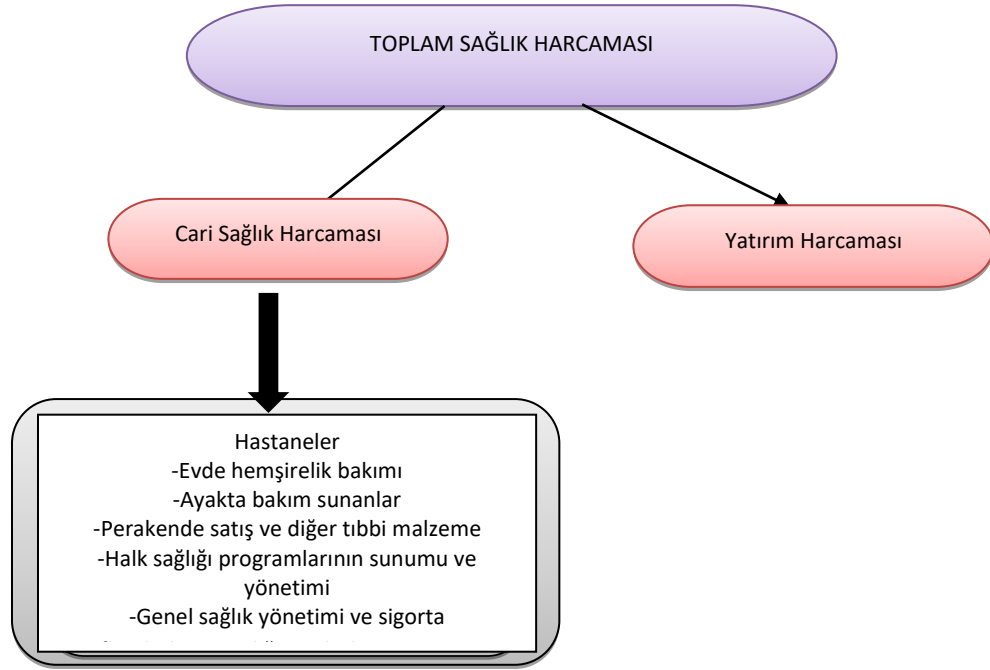 TOPLAM SAĞLIK HARCAMASI
Cari Sağlık Harcaması
Yatırım Harcaması
Hastaneler
-Evde hemşirelik bakımı
-Ayakta bakım sunanlar
-Perakende satış ve diğer tıbbi malzeme
-Halk sağlığı programlarının sunumu ve
yönetimi
-Genel sağlık yönetimi ve sigorta